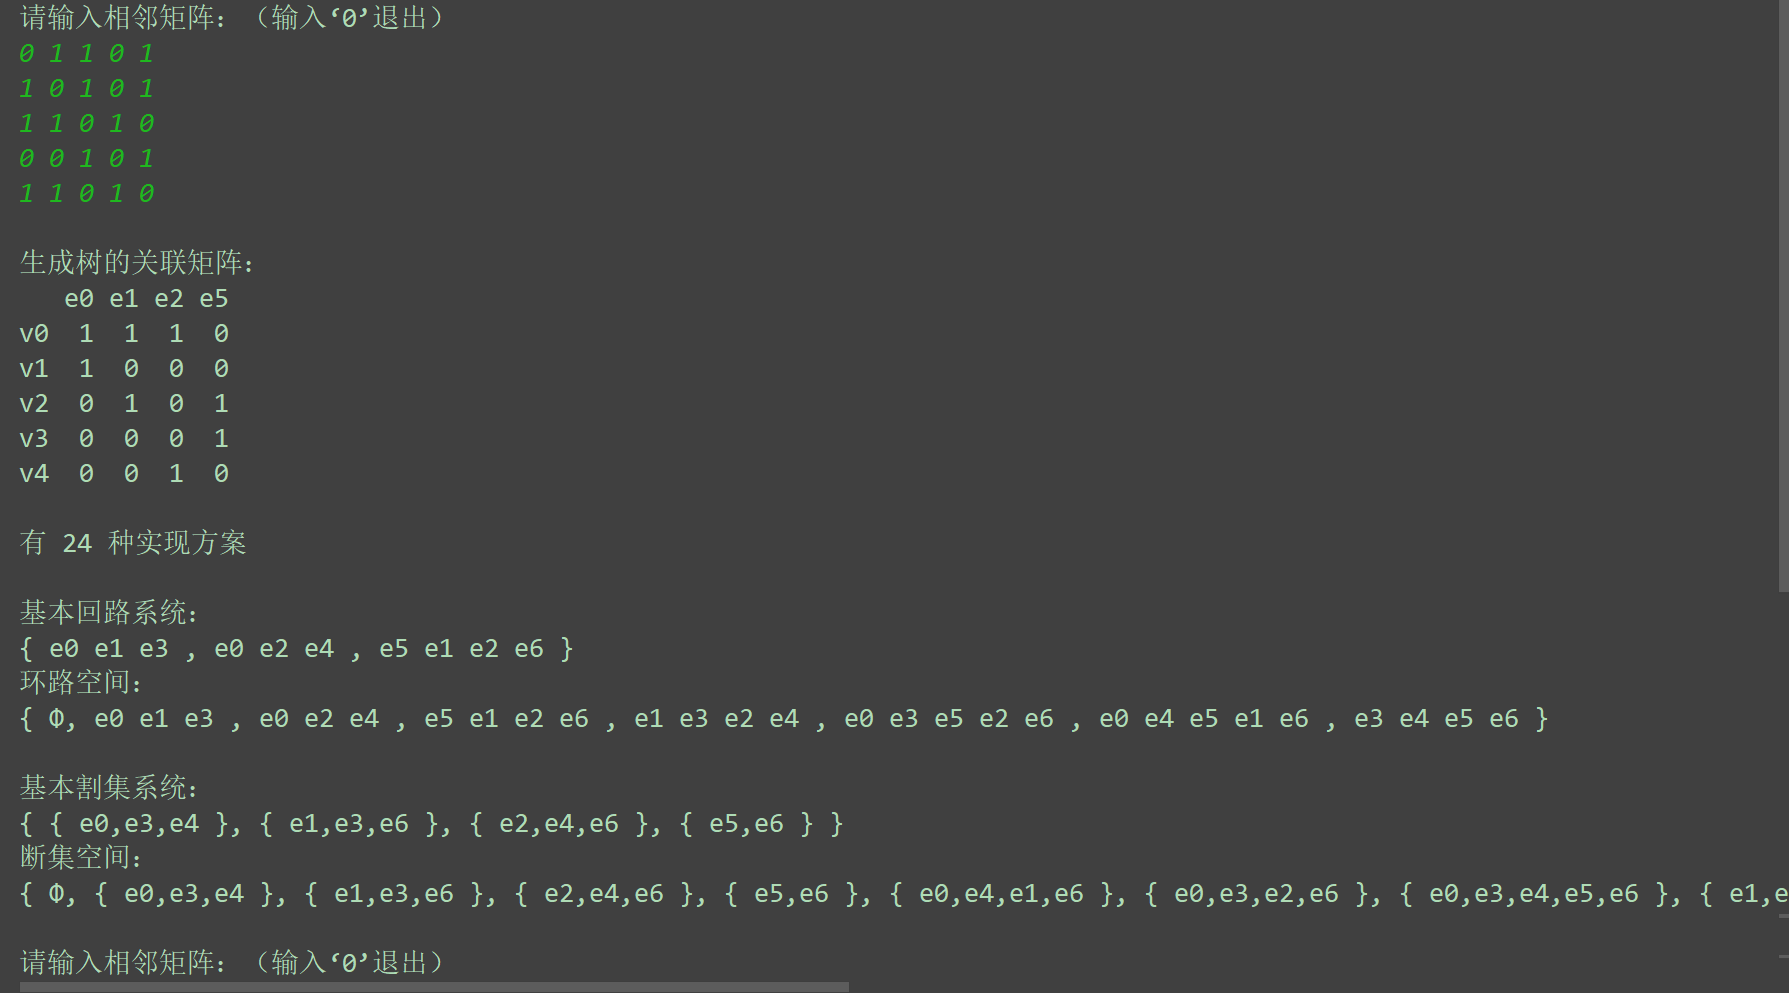 请输入相邻矩阵：（输入‘0’退出）
0 1 1 0 1
1 0 1 0 1
1 1 0 1 0
0 0 1 0 1
1 1 0 1 0
生成树的关联矩阵：
e0 e1 e2 e5
v0 1 1 1 0
v1 1 0 0 0
v2 0 1 0 1
v3 0 0 0 1
v4 0 0 1 0
有 24 种实现方案
基本回路系统：
{ e0 e1 e3 , e0 e2 e4 , e5 e1 e2 e6 }
环路空间：
{ Φ, e0 e1 e3 , e0 e2 e4 , e5 e1 e2 e6 , e1 e3 e2 e4 , e0 e3 e5 e2 e6 , e0 e4 e5 e1 e6 , e3 e4 e5 e6 }
基本割集系统：
{ { e0,e3,e4 }, { e1,e3,e6 }, { e2,e4,e6 }, { e5,e6 } }
断集空间：
{ Φ, { e0,e3,e4 }, { e1,e3,e6 }, { e2,e4,e6 }, { e5,e6 }, { e0,e4,e1,e6 }, { e0,e3,e2,e6 }, { e0,e3,e4,e5,e6 }, { e1,e
请输入相邻矩阵：（输入‘0’退出）